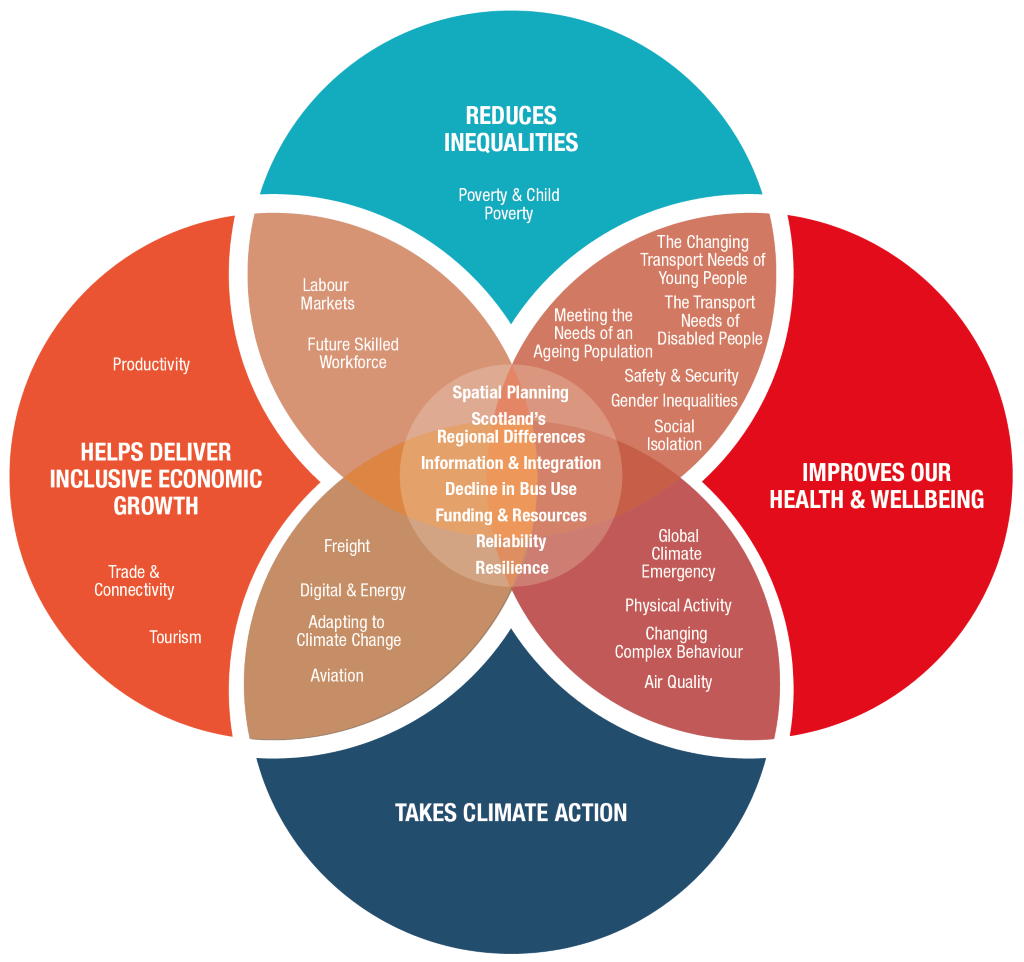 REDUCES
INEQUALITIES
Poverty & Child
Poverty
Labour
Markets
Future Skilled
Workforce
The Changing
Transport Needs of
Young People
The Transport
Needs of
Disabled People
Meeting the
Needs of an
Ageing Population
Safety & Security
Gender Inequalities
Social
Isolation
Productivity
HELPS DELIVER
INCLUSIVE ECONOMIC
GROWTH
Trade &
Connectivity
Tourism
Spatial Planning
Scotland's
Regional Differences
Information & Integration
Decline in Bus Use
Funding & Resources
Reliability
Resilience
IMPROVES OUR
HEALTH & WELLBEING
Freight
Digital & Energy
Adapting to
Climate Change
Aviation
Global
Climate
Emergency
Physical Activity
Changing
Complex Behaviour
Air Quality
TAKES CLIMATE ACTION